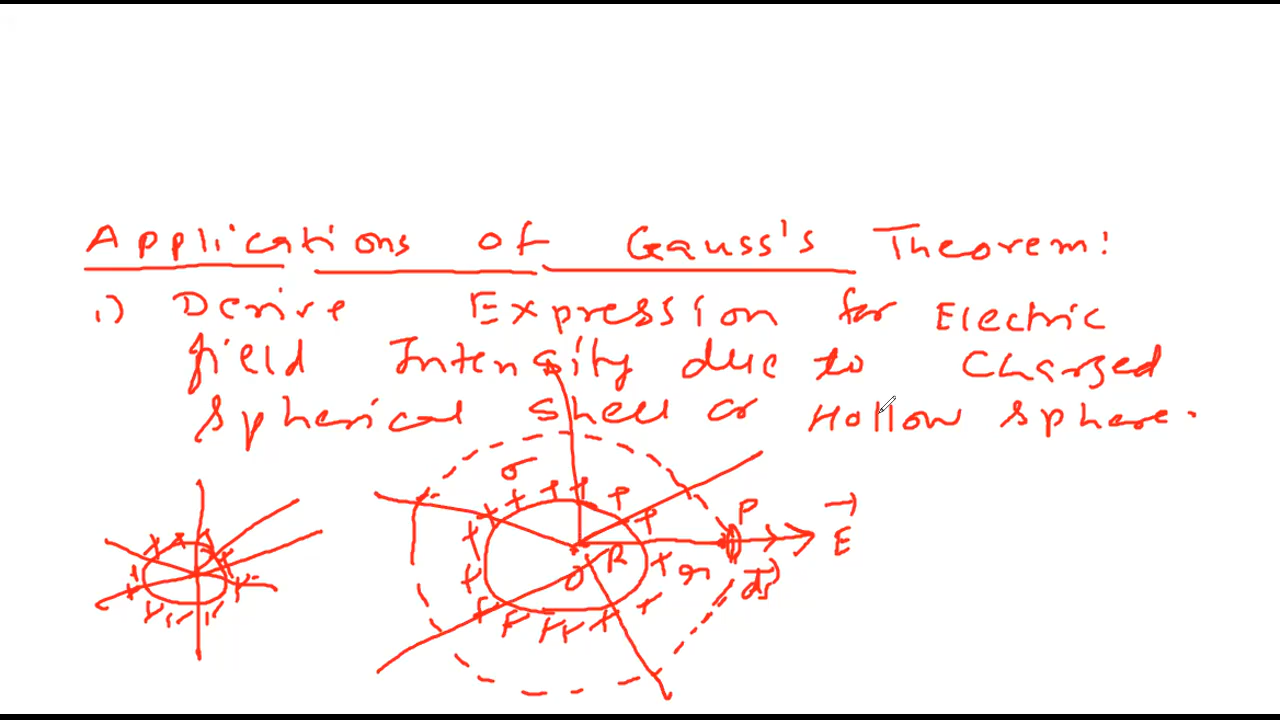 Applications of Gauss's Theorem:
1) Derive Expression for Electric
field Intensity due to Charged
Spherical Shell or Hollow Sphere.
σ
P
E
R
O
r
ds